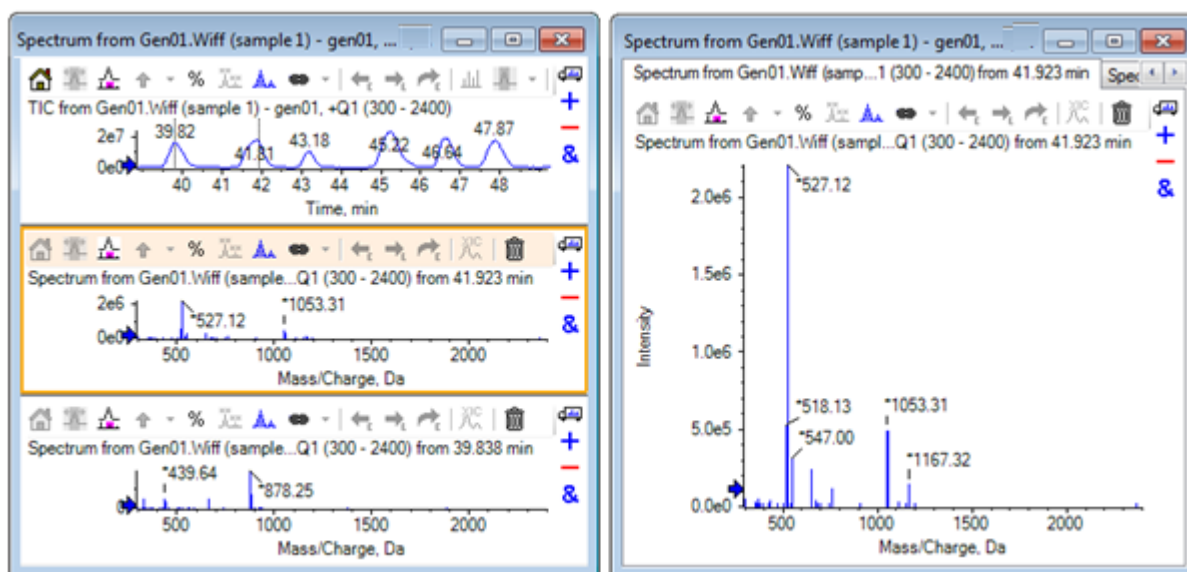 Spectrum from Gen01.Wiff (sample 1) - gen01, ...
%
TIC from Gen01.Wiff (sample 1) - gen01, +Q1 (300 - 2400)
2e7
0e0
39.82
41.81
43.18
45.22
46.64
47.87
40 41 42 43 44 45 46 47 48
Time, min
&
%
Spectrum from Gen01.Wiff (sample...Q1 (300 - 2400) from 41.923 min
2e6
0e0
*527.12
*1053.31
500 1000 1500 2000
Mass/Charge, Da
&
%
Spectrum from Gen01.Wiff (sample...Q1 (300 - 2400) from 39.838 min
*439.64
*878.25
500 1000 1500 2000
Mass/Charge, Da
&
Spectrum from Gen01.Wiff (sample 1) - gen01, ...
Spectrum from Gen01.Wiff (samp...1 (300 - 2400) from 41.923 min
Spec
%
Spectrum from Gen01.Wiff (sampl...Q1 (300 - 2400) from 41.923 min
&
Intensity
2.0e6
1.5e6
1.0e6
5.0e5
0.0e0
*527.12
*518.13
*547.00
*1053.31
*1167.32
500 1000 1500 2000
Mass/Charge, Da